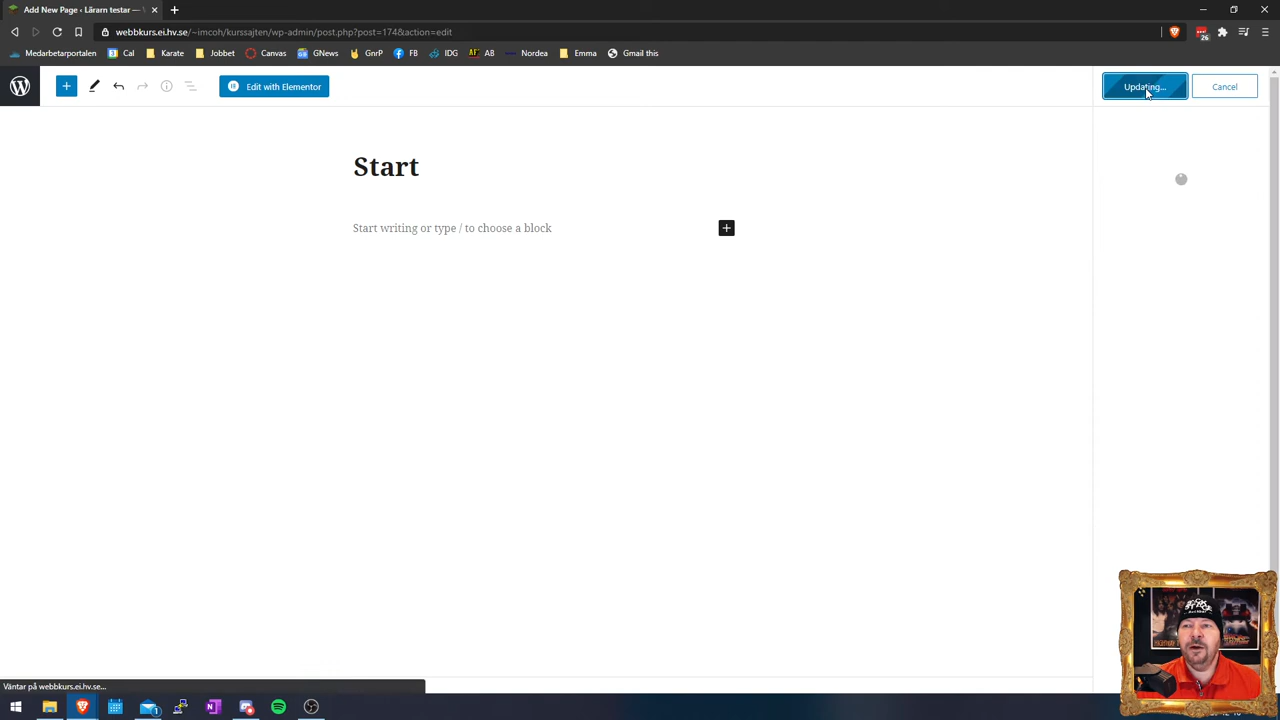 Add New Page ‹ Lärarn testar —
webbkurs.ei.hv.se/~imcoh/kurssajten/wp-admin/post.php?post=174&action=edit
26
Medarbetarportalen Cal Karate Jobbet Canvas GNews GnrP FB IDG AB Nordea Emma Gmail this
Edit with Elementor
Updating...
Cancel
Start
Start writing or type / to choose a block
Väntar på webbkurs.ei.hv.se...